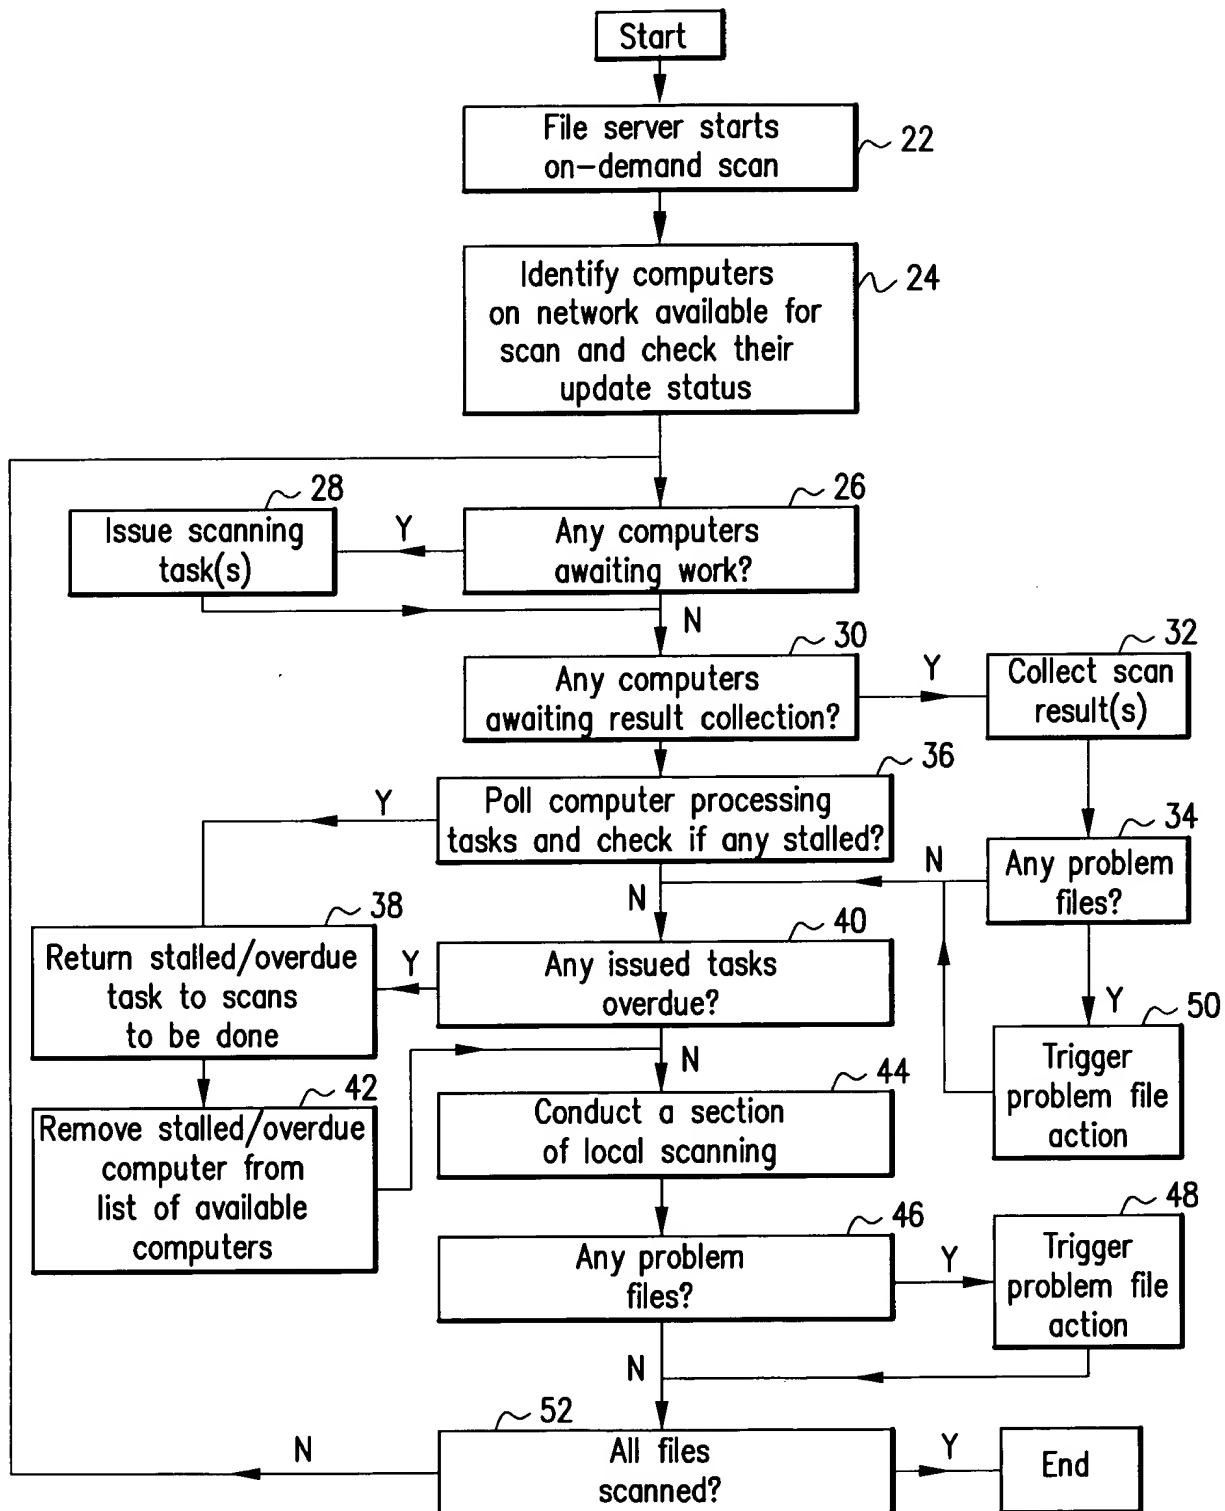 Start
File server starts
on-demand scan
22
Identify computers
on network available for
scan and check their
update status
24
28
Issue scanning
task(s)
Y
26
Any computers
awaiting work?
N
30
Any computers
awaiting result collection?
Y
32
Collect scan
result(s)
36
Poll computer processing
tasks and check if any stalled?
Y
N
34
Any problem
files?
N
Y
38
Return stalled/overdue
task to scans
to be done
Y
40
Any issued tasks
overdue?
N
50
Trigger
problem file
action
42
Remove stalled/overdue
computer from
list of available
computers
44
Conduct a section
of local scanning
46
Any problem
files?
Y
N
48
Trigger
problem file
action
52
All files
scanned?
N
Y
End